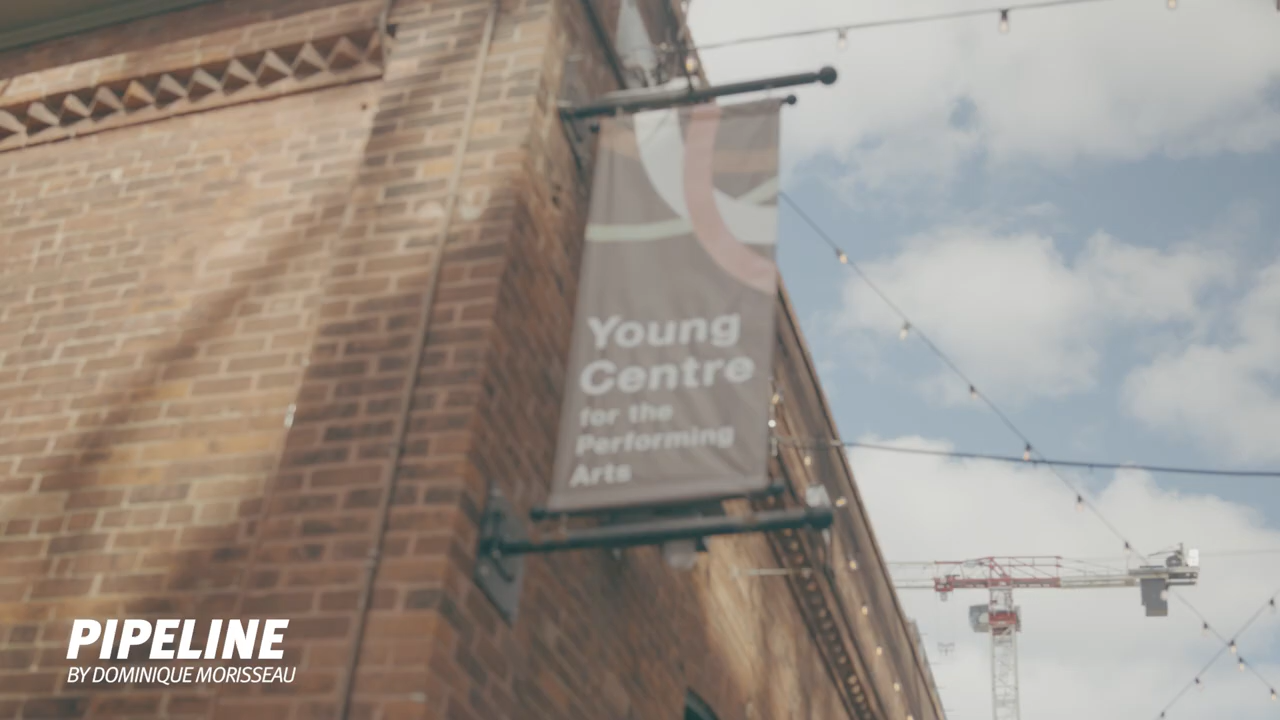 Young
Centre
for the
Performing
Arts
PIPELINE
BY DOMINIQUE MORISSEAU